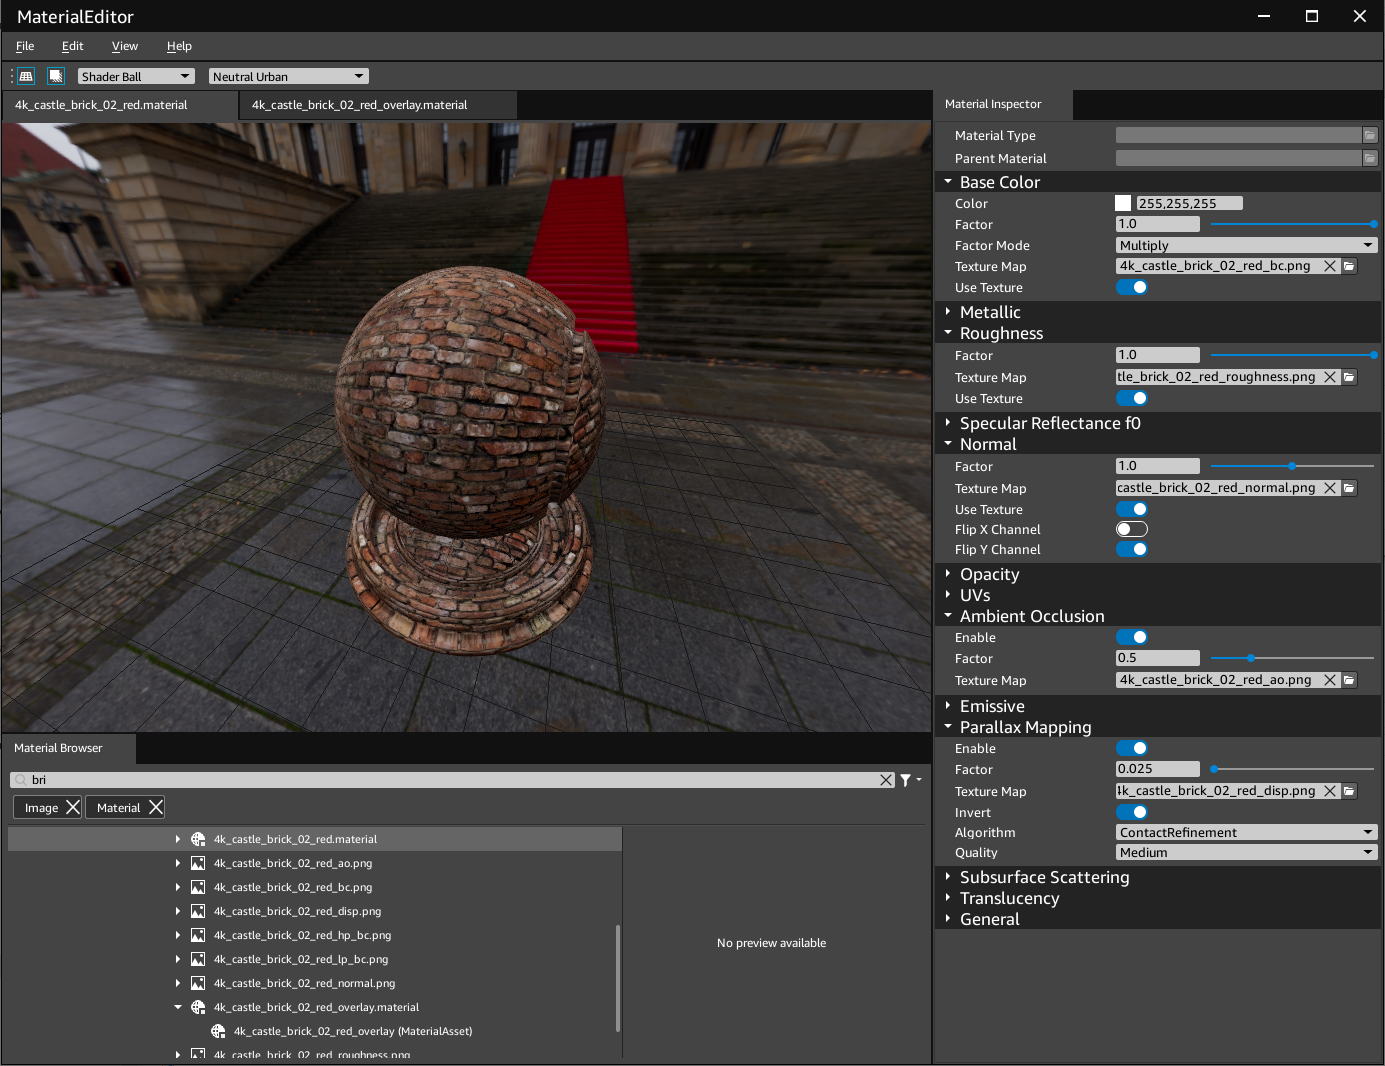 MaterialEditor
File Edit View Help
Shader Ball Neutral Urban
4k_castle_brick_02_red.material 4k_castle_brick_02_red_overlay.material
Material Browser
bri
Image Material
4k_castle_brick_02_red.material
4k_castle_brick_02_red_ao.png
4k_castle_brick_02_red_bc.png
4k_castle_brick_02_red_disp.png
4k_castle_brick_02_red_hp_bc.png
4k_castle_brick_02_red_lp_bc.png
4k_castle_brick_02_red_normal.png
4k_castle_brick_02_red_overlay.material
4k_castle_brick_02_red_overlay (MaterialAsset)
4k_castle_brick_02_red_roughness.png
No preview available
Material Inspector
Material Type
Parent Material
Base Color
Color 255,255,255
Factor 1.0
Factor Mode Multiply
Texture Map 4k_castle_brick_02_red_bc.png
Use Texture
Metallic
Roughness
Factor 1.0
Texture Map tle_brick_02_red_roughness.png
Use Texture
Specular Reflectance f0
Normal
Factor 1.0
Texture Map castle_brick_02_red_normal.png
Use Texture
Flip X Channel
Flip Y Channel
Opacity
UVs
Ambient Occlusion
Enable
Factor 0.5
Texture Map 4k_castle_brick_02_red_ao.png
Emissive
Parallax Mapping
Enable
Factor 0.025
Texture Map 4k_castle_brick_02_red_disp.png
Invert
Algorithm ContactRefinement
Quality Medium
Subsurface Scattering
Translucency
General